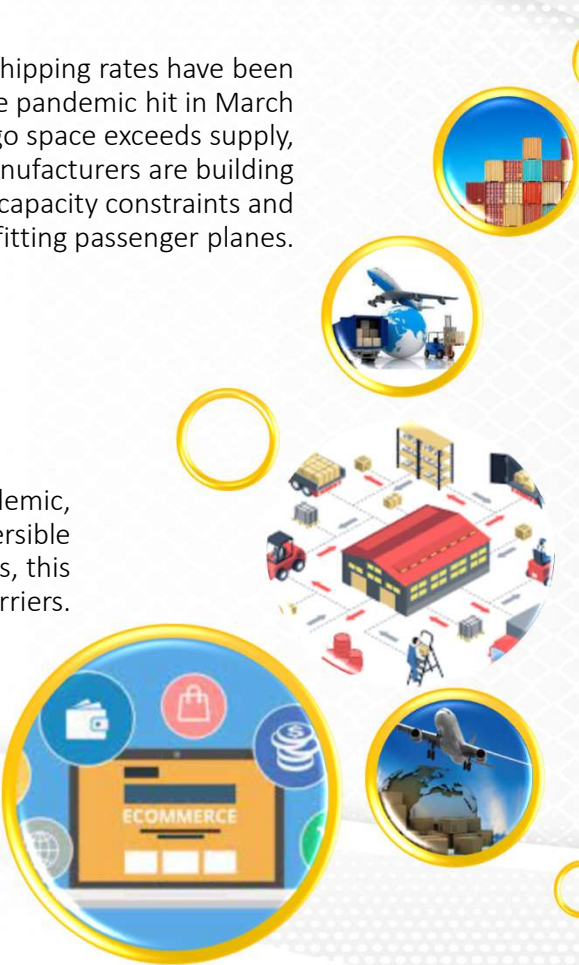 hipping rates have been
e pandemic hit in March
go space exceeds supply,
nufacturers are building
capacity constraints and
fitting passenger planes.
demic,
ersible
s, this
rriers.
ECOMMERCE